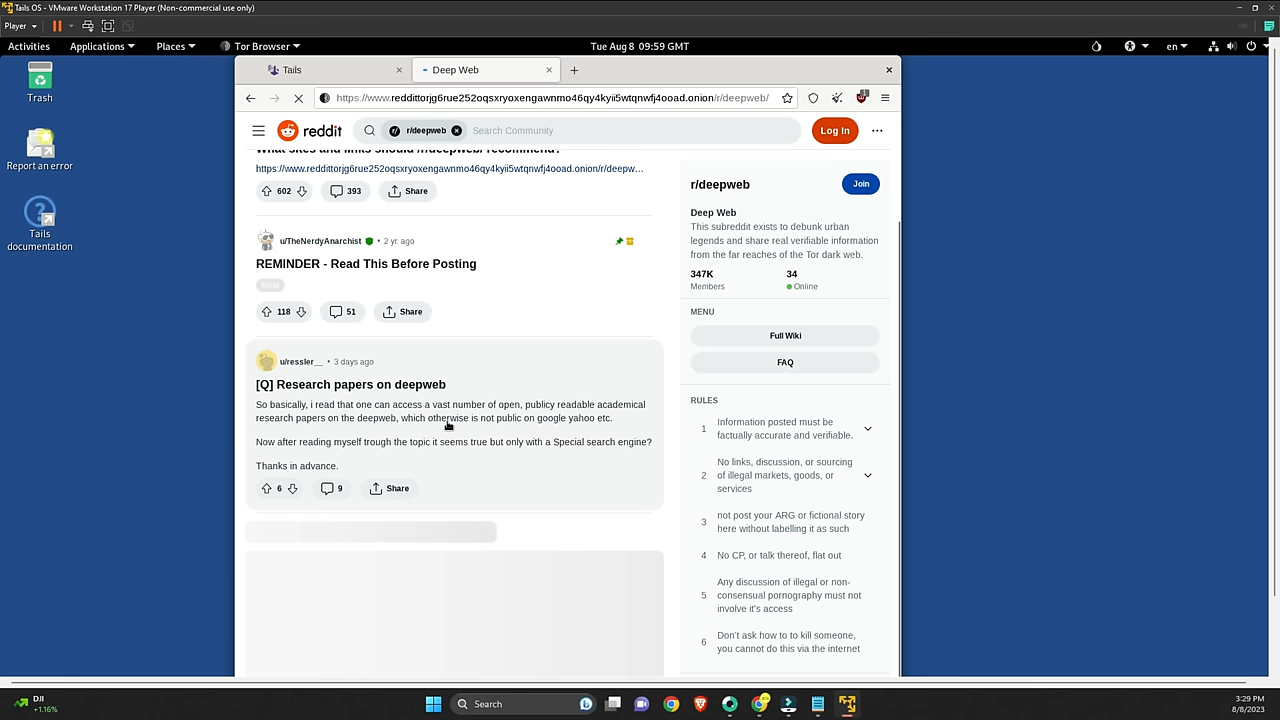 Tails OS - VMware Workstation 17 Player (Non-commercial use only)
Player
Activities
Applications
Places
Tor Browser
Tue Aug 8 09:59 GMT
en
Trash
Report an error
Tails
documentation
Tails
Deep Web
https://www.reddittorjg6rue252oqsxryoxengawnmo46qy4kyii5wtqnwfj4ooad.onion/r/deepweb/
reddit
r/deepweb
Search Community
Log In
What sites and links should /r/deepweb/ recommend?
https://www.reddittorjg6rue252oqsxryoxengawnmo46qy4kyii5wtqnwfj4ooad.onion/r/deepw...
602
393
Share
u/TheNerdyAnarchist • 2 yr. ago
REMINDER - Read This Before Posting
118
51
Share
u/ressler__ • 3 days ago
[Q] Research papers on deepweb
So basically, i read that one can access a vast number of open, publicy readable academical
research papers on the deepweb, which otherwise is not public on google yahoo etc.
Now after reading myself trough the topic it seems true but only with a Special search engine?
Thanks in advance.
6
9
Share
r/deepweb
Join
Deep Web
This subreddit exists to debunk urban
legends and share real verifiable information
from the far reaches of the Tor dark web.
347K
34
Members
Online
MENU
Full Wiki
FAQ
RULES
1 Information posted must be
factually accurate and verifiable.
2 No links, discussion, or sourcing
of illegal markets, goods, or
services
3 not post your ARG or fictional story
here without labelling it as such
4 No CP, or talk thereof, flat out
5 Any discussion of illegal or non-
consensual pornography must not
involve it's access
6 Don't ask how to to kill someone,
you cannot do this via the internet
DJI
+1.16%
Search
3:29 PM
8/8/2023